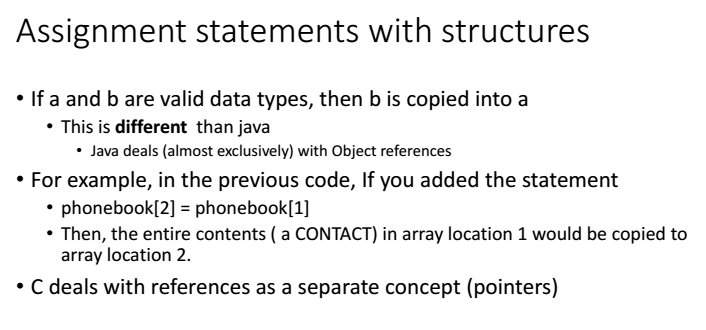 Assignment statements with structures
• If a and b are valid data types, then b is copied into a
• This is different than java
• Java deals (almost exclusively) with Object references
• For example, in the previous code, If you added the statement
• phonebook[2] = phonebook[1]
• Then, the entire contents ( a CONTACT) in array location 1 would be copied to
array location 2.
• C deals with references as a separate concept (pointers)